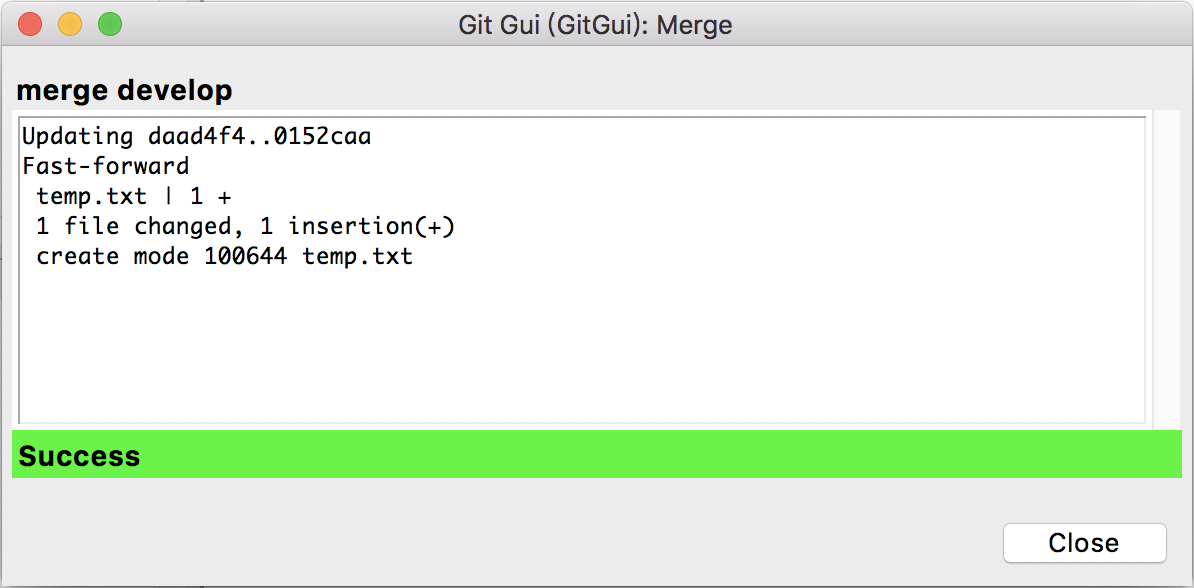 Git Gui (GitGui): Merge
merge develop
Updating daad4f4..0152caa
Fast-forward
 temp.txt | 1 +
 1 file changed, 1 insertion(+)
 create mode 100644 temp.txt
Success
Close